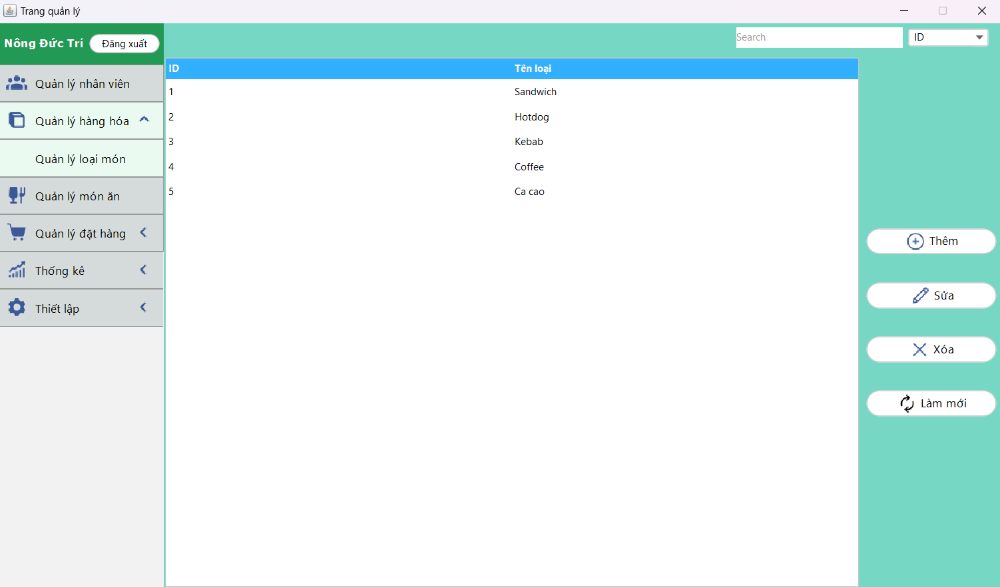 Trang quản lý
Nông Đức Trí
Đăng xuất
Search
ID
Quản lý nhân viên
Quản lý hàng hóa
Quản lý loại món
Quản lý món ăn
Quản lý đặt hàng
Thống kê
Thiết lập
ID Tên loại
1 Sandwich
2 Hotdog
3 Kebab
4 Coffee
5 Ca cao
Thêm
Sửa
Xóa
Làm mới